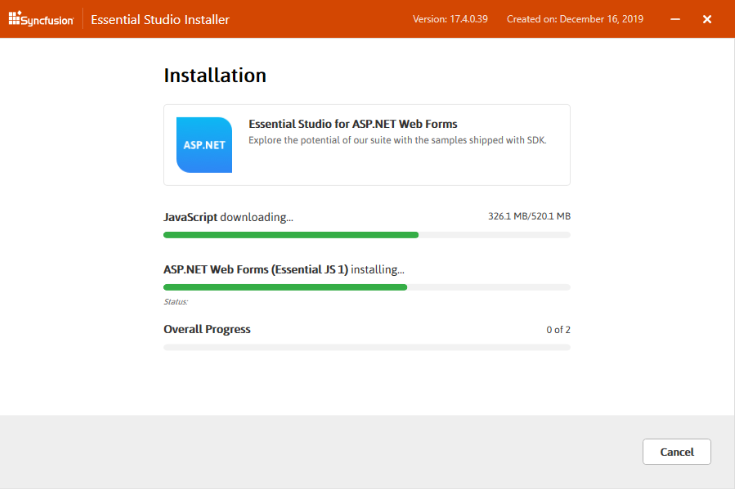 Syncfusion Essential Studio Installer Version: 17.4.0.39 Created on: December 16, 2019
Installation
ASP.NET
Essential Studio for ASP.NET Web Forms
Explore the potential of our suite with the samples shipped with SDK.
JavaScript downloading... 326.1 MB/520.1 MB
ASP.NET Web Forms (Essential JS 1) installing...
Status:
Overall Progress 0 of 2
Cancel